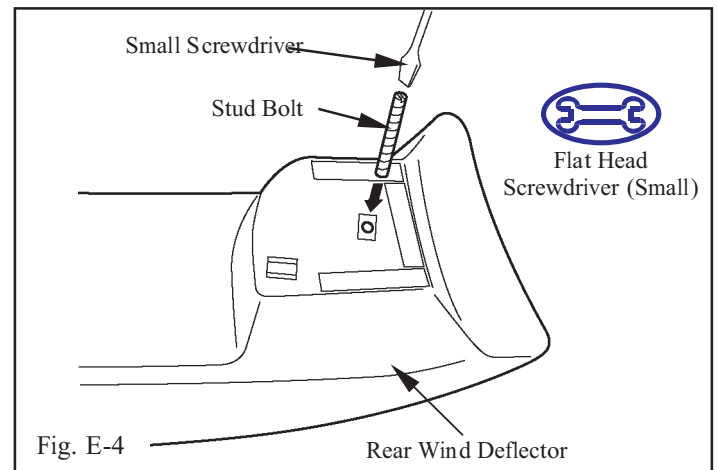 Small Screwdriver
Stud Bolt
Flat Head
Screwdriver (Small)
Fig. E-4
Rear Wind Deflector